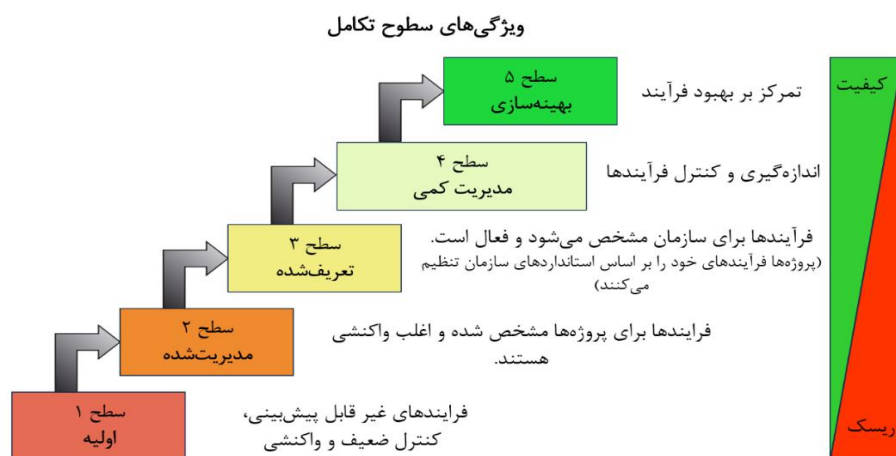 ویژگی‌های سطوح تکامل
سطح ۵
بهینه‌سازی
تمرکز بر بهبود فرآیند
کیفیت
سطح ۴
مدیریت کمی
اندازه‌گیری و کنترل فرآیندها
سطح ۳
تعریف‌شده
فرآیندها برای سازمان مشخص می‌شود و فعال است.
(پروژه‌ها فرآیندهای خود را بر اساس استانداردهای سازمان تنظیم
می‌کنند)
سطح ۲
مدیریت‌شده
فرایندها برای پروژه‌ها مشخص شده و اغلب واکنشی
هستند.
سطح ۱
اولیه
فرایندهای غیر قابل پیش‌بینی،
کنترل ضعیف و واکنشی
ریسک